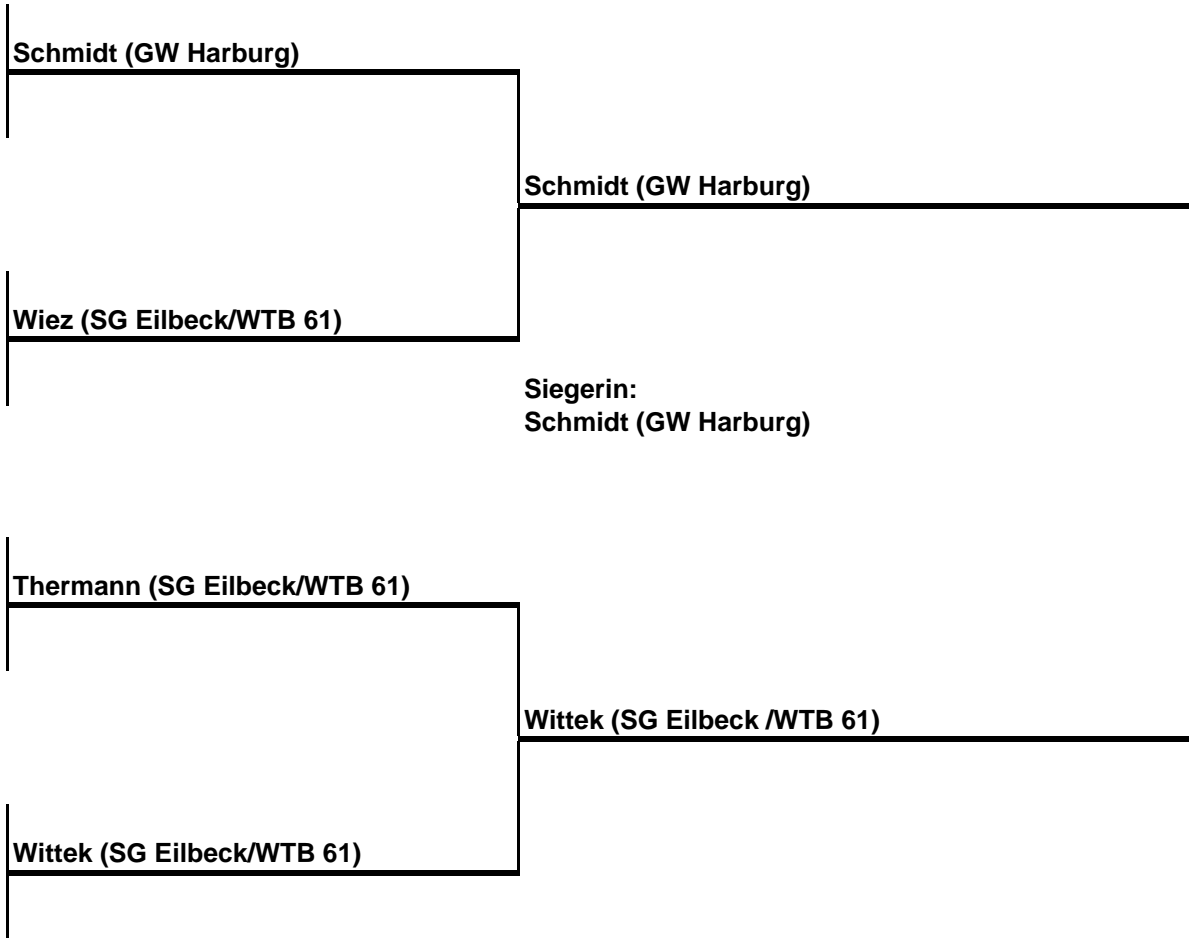 Schmidt (GW Harburg)
Schmidt (GW Harburg)
Wiez (SG Eilbeck/WTB 61)
Siegerin:
Schmidt (GW Harburg)
Thermann (SG Eilbeck/WTB 61)
Wittek (SG Eilbeck /WTB 61)
Wittek (SG Eilbeck/WTB 61)